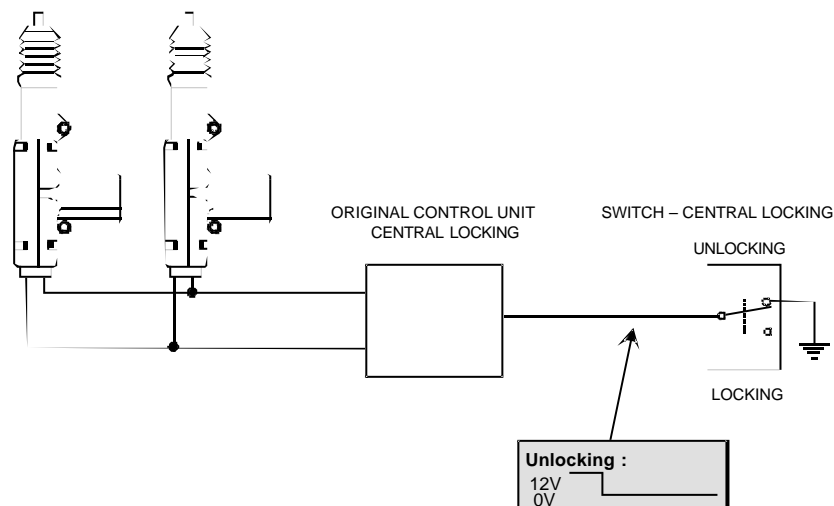 ORIGINAL CONTROL UNIT
CENTRAL LOCKING
SWITCH – CENTRAL LOCKING
UNLOCKING
LOCKING
Unlocking :
12V
0V